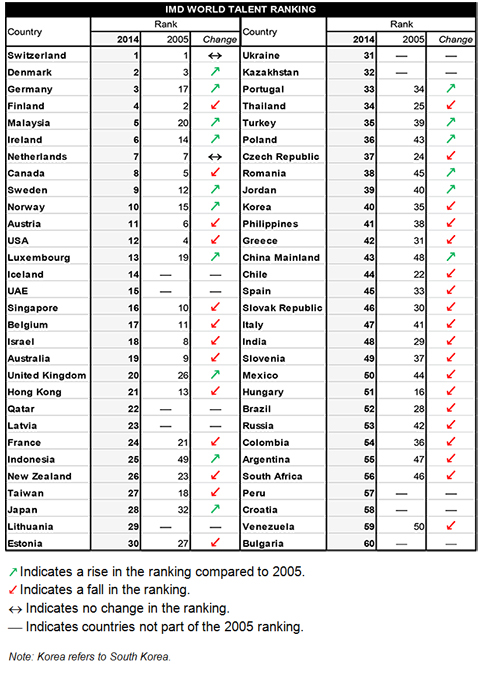 IMD WORLD TALENT RANKING
Country Rank Country Rank
2014 2005 Change 2014 2005 Change
Switzerland 1 1 ↔ Ukraine 31 — —
Denmark 2 3 ↗ Kazakhstan 32 — —
Germany 3 17 ↗ Portugal 33 34 ↗
Finland 4 2 ↙ Thailand 34 25 ↙
Malaysia 5 20 ↗ Turkey 35 39 ↗
Ireland 6 14 ↗ Poland 36 43 ↗
Netherlands 7 7 ↔ Czech Republic 37 24 ↙
Canada 8 5 ↙ Romania 38 45 ↗
Sweden 9 12 ↗ Jordan 39 40 ↗
Norway 10 15 ↗ Korea 40 35 ↙
Austria 11 6 ↙ Philippines 41 38 ↙
USA 12 4 ↙ Greece 42 31 ↙
Luxembourg 13 19 ↗ China Mainland 43 48 ↗
Iceland 14 — — Chile 44 22 ↙
UAE 15 — — Spain 45 33 ↙
Singapore 16 10 ↙ Slovak Republic 46 30 ↙
Belgium 17 11 ↙ Italy 47 41 ↙
Israel 18 8 ↙ India 48 29 ↙
Australia 19 9 ↙ Slovenia 49 37 ↙
United Kingdom 20 26 ↗ Mexico 50 44 ↙
Hong Kong 21 13 ↙ Hungary 51 16 ↙
Qatar 22 — — Brazil 52 28 ↙
Latvia 23 — — Russia 53 42 ↙
France 24 21 ↙ Colombia 54 36 ↙
Indonesia 25 49 ↗ Argentina 55 47 ↙
New Zealand 26 23 ↙ South Africa 56 46 ↙
Taiwan 27 18 ↙ Peru 57 — —
Japan 28 32 ↗ Croatia 58 — —
Lithuania 29 — — Venezuela 59 50 ↙
Estonia 30 27 ↙ Bulgaria 60 — —
↗ Indicates a rise in the ranking compared to 2005.
↙ Indicates a fall in the ranking.
↔ Indicates no change in the ranking.
— Indicates countries not part of the 2005 ranking.
Note: Korea refers to South Korea.